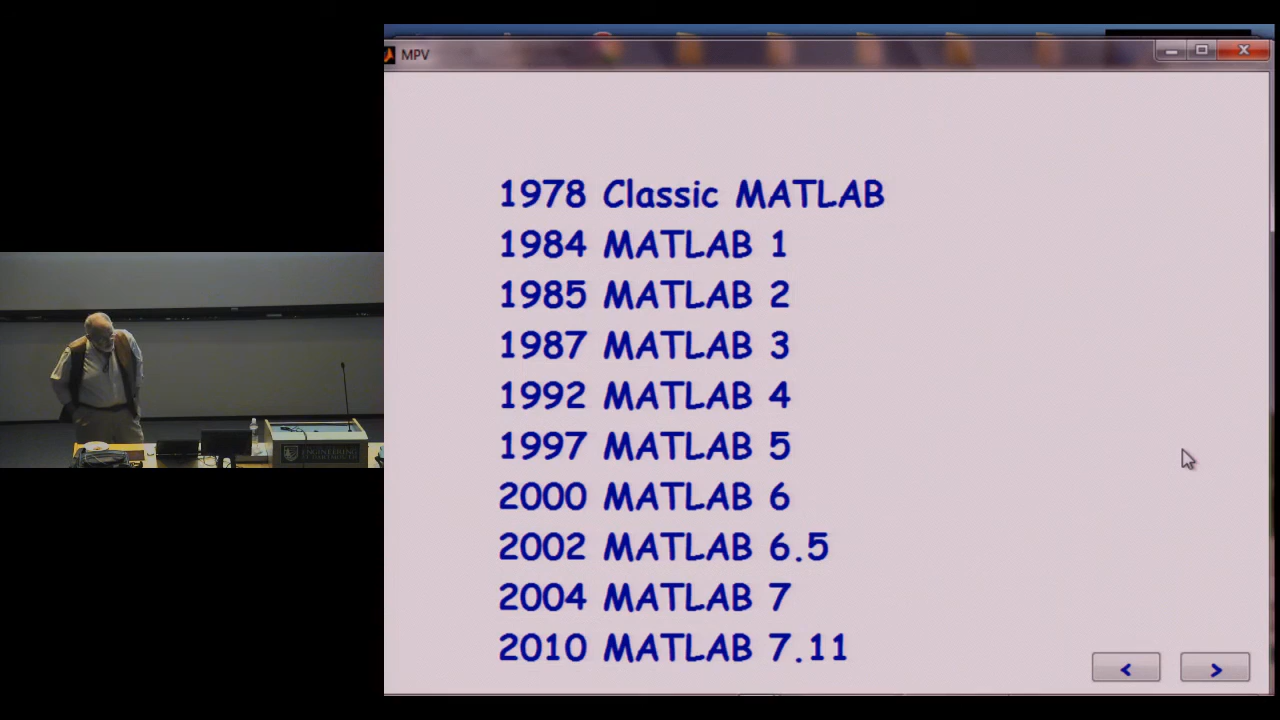 MPV
1978 Classic MATLAB
1984 MATLAB 1
1985 MATLAB 2
1987 MATLAB 3
1992 MATLAB 4
1997 MATLAB 5
2000 MATLAB 6
2002 MATLAB 6.5
2004 MATLAB 7
2010 MATLAB 7.11
< >
ENGINEERING